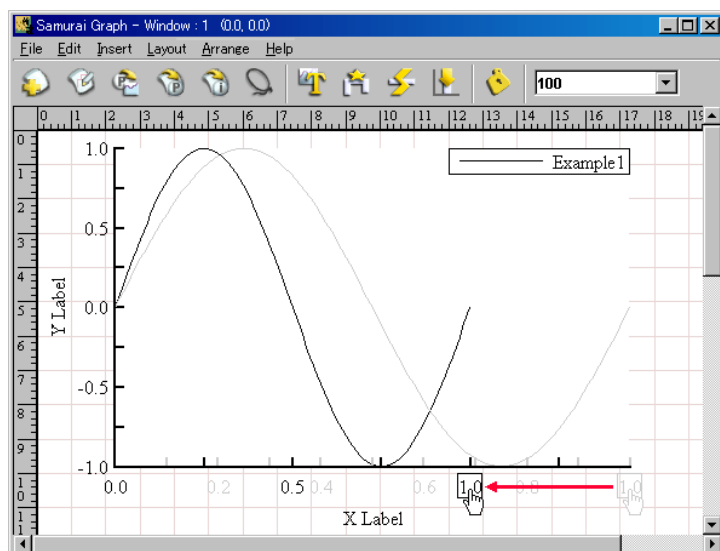 Samurai Graph - Window : 1 (0.0, 0.0)
File Edit Insert Layout Arrange Help
100
0 1 2 3 4 5 6 7 8 9 10 11 12 13 14 15 16 17 18 19
0
1
2
3
4
5
6
7
8
9
10
11
Example1
1.0
0.5
0.0
-0.5
-1.0
Y Label
0.0 0.2 0.5 0.4 0.6 1.0 0.8 1.0
X Label